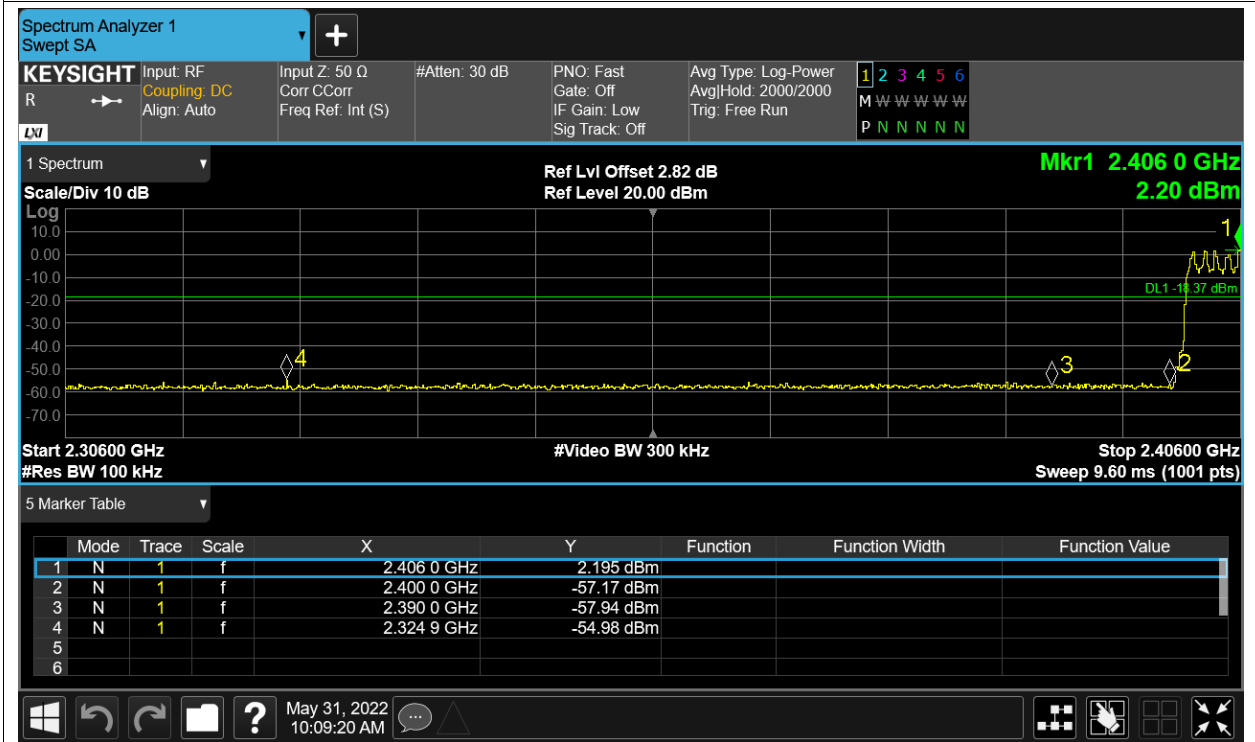 Spectrum Analyzer 1
Swept SA
KEYSIGHT Input: RF Input Z: 50 Ω #Atten: 30 dB PNO: Fast Avg Type: Log-Power 1 2 3 4 5 6
R Coupling: DC Corr CCorr Gate: Off Avg|Hold: 2000/2000 M W W W W W
Align: Auto Freq Ref: Int (S) IF Gain: Low Trig: Free Run
LXI Sig Track: Off P N N N N N
1 Spectrum Ref Lvl Offset 2.82 dB Mkr1 2.406 0 GHz
Scale/Div 10 dB Ref Level 20.00 dBm 2.20 dBm
Log
10.0 1
0.00
-10.0
DL1 -18.37 dBm
-20.0
-30.0
-40.0
4 3 2
-50.0
-60.0
-70.0
Start 2.30600 GHz #Video BW 300 kHz Stop 2.40600 GHz
#Res BW 100 kHz Sweep 9.60 ms (1001 pts)
5 Marker Table
Mode Trace Scale X Y Function Function Width Function Value
1 N 1 f 2.406 0 GHz 2.195 dBm
2 N 1 f 2.400 0 GHz -57.17 dBm
3 N 1 f 2.390 0 GHz -57.94 dBm
4 N 1 f 2.324 9 GHz -54.98 dBm
5
6
? May 31, 2022
10:09:20 AM